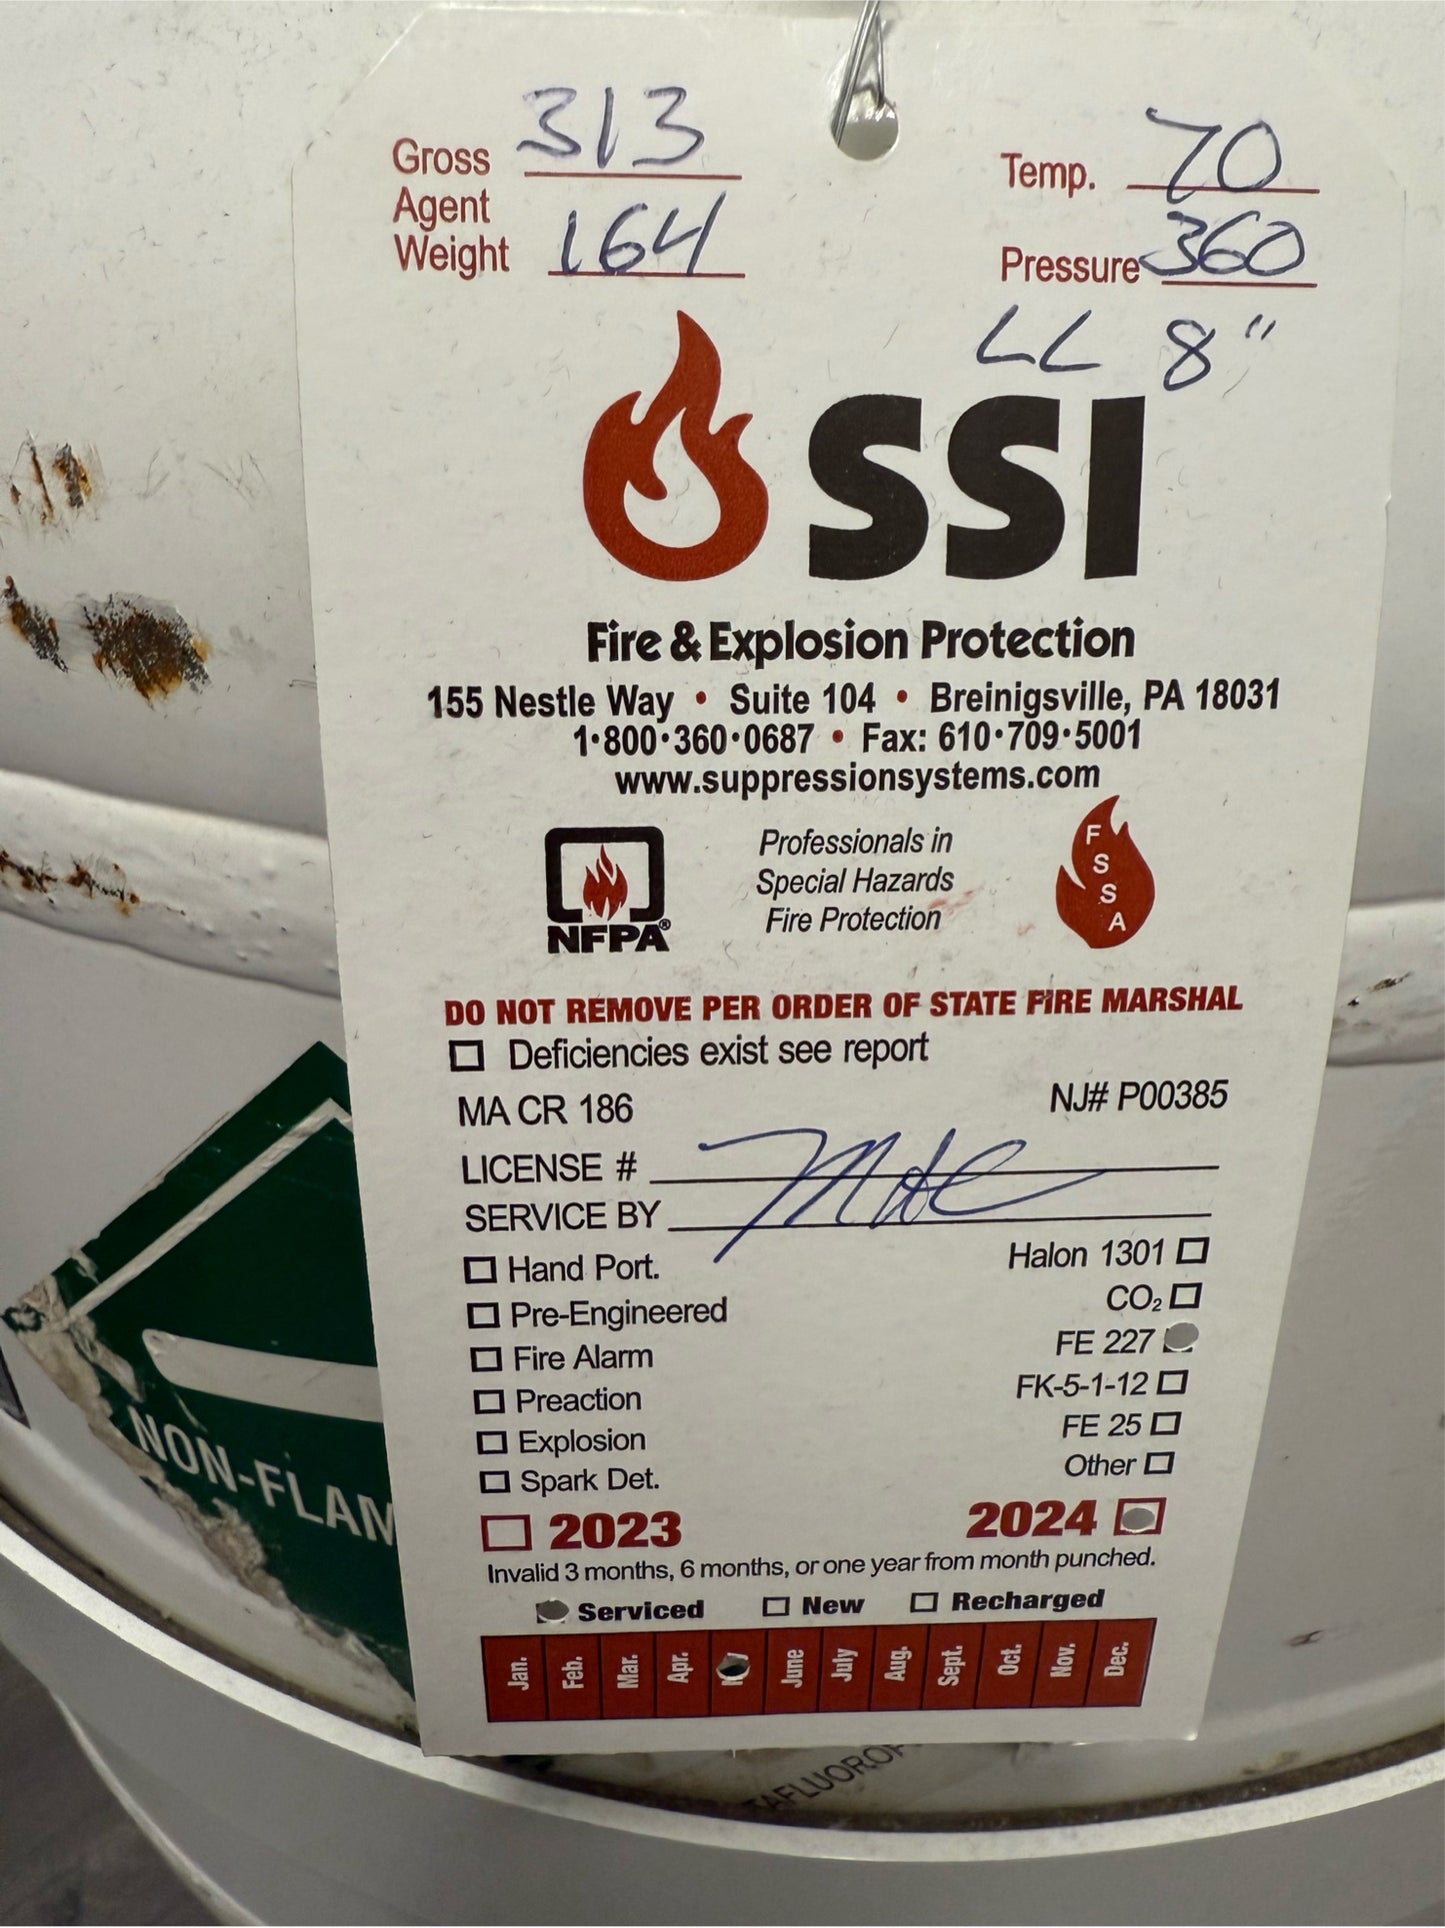 Gross 313
Agent
Weight 164
Temp. 70
Pressure 360
LL 8"
SSI
Fire & Explosion Protection
155 Nestle Way • Suite 104 • Breinigsville, PA 18031
1•800•360•0687 • Fax: 610•709•5001
www.suppressionsystems.com
NFPA®
Professionals in
Special Hazards
Fire Protection
F
S
S
A
DO NOT REMOVE PER ORDER OF STATE FIRE MARSHAL
Deficiencies exist see report
MA CR 186
NJ# P00385
LICENSE #
SERVICE BY
Hand Port.
Pre-Engineered
Fire Alarm
Preaction
Explosion
Spark Det.
Halon 1301
CO₂
FE 227
FK-5-1-12
FE 25
Other
2023
2024
Invalid 3 months, 6 months, or one year from month punched.
Serviced New Recharged
Jan. Feb. Mar. Apr. June July Aug. Sept. Oct. Nov. Dec.
NON-FLAM
TAFLUOROP